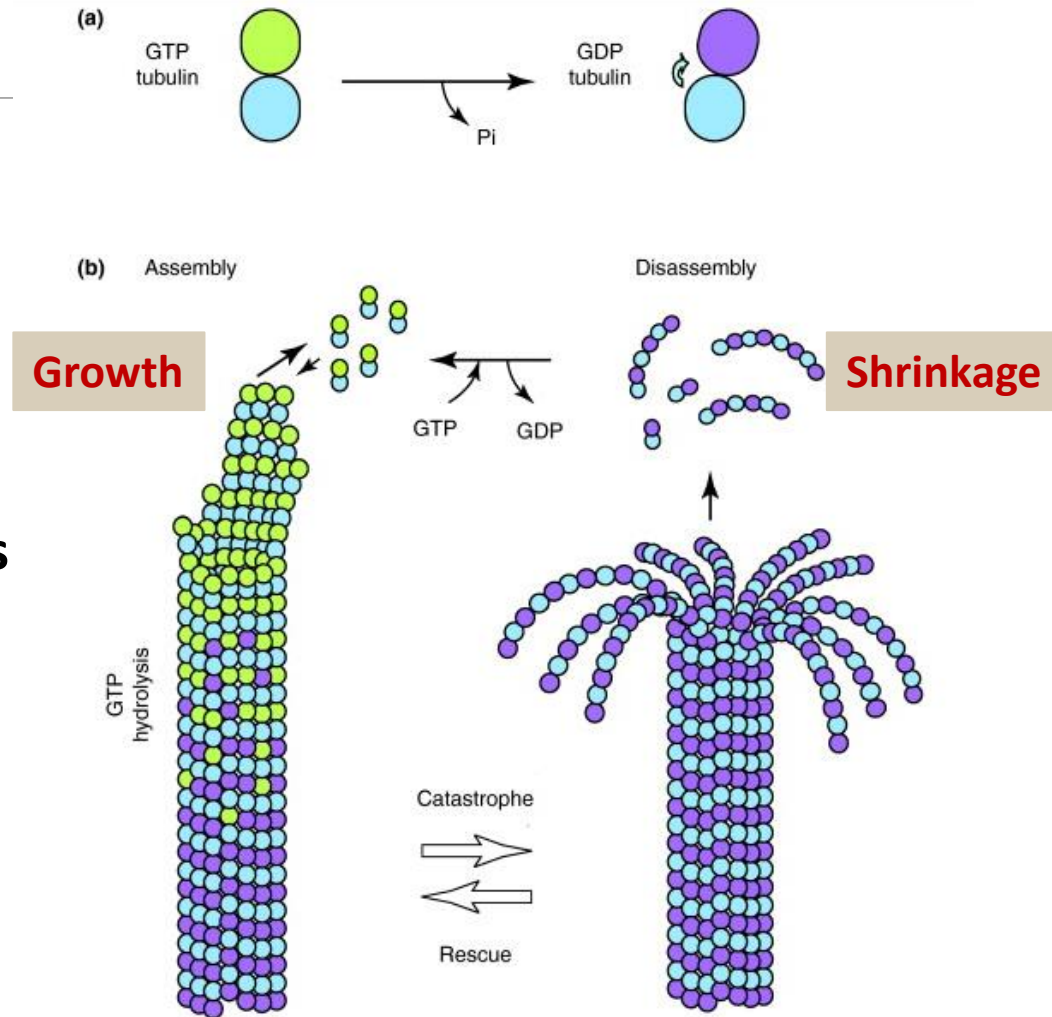 (a)
GTP
tubulin
GDP
tubulin
Pi
(b) Assembly
Disassembly
Growth
Shrinkage
GTP
GDP
s
GTP
hydrolysis
Catastrophe
Rescue